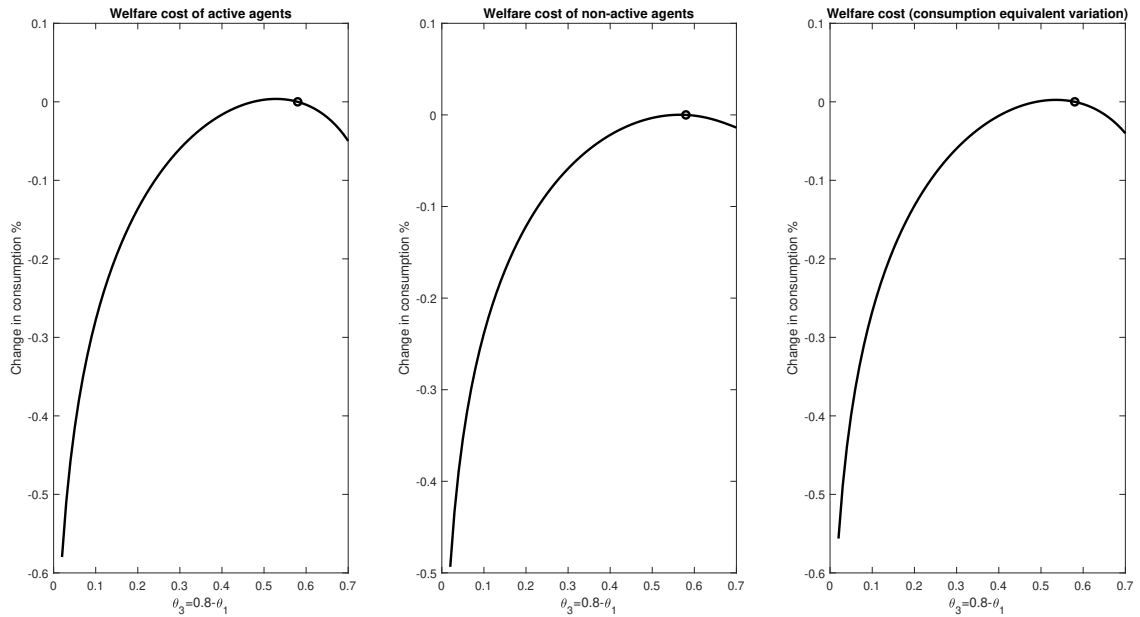 Welfare cost of active agents
0.1
0
-0.1
-0.2
-0.3
-0.4
-0.5
-0.6
Change in consumption %
0 0.1 0.2 0.3 0.4 0.5 0.6 0.7
θ3=0.8-θ1
Welfare cost of non-active agents
0.1
0
-0.1
-0.2
-0.3
-0.4
-0.5
Change in consumption %
0 0.1 0.2 0.3 0.4 0.5 0.6 0.7
θ3=0.8-θ1
Welfare cost (consumption equivalent variation)
0.1
0
-0.1
-0.2
-0.3
-0.4
-0.5
-0.6
Change in consumption %
0 0.1 0.2 0.3 0.4 0.5 0.6 0.7
θ3=0.8-θ1